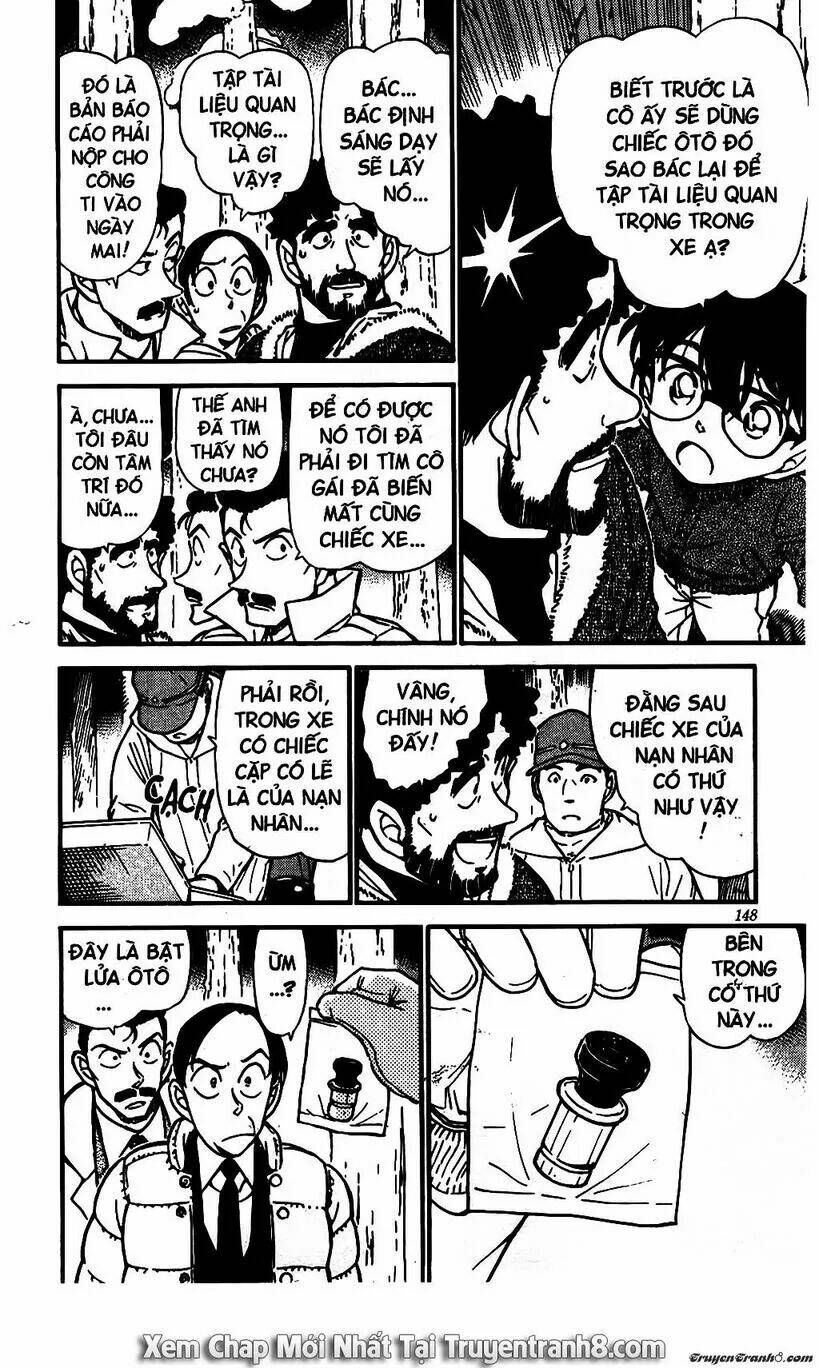 BIẾT TRƯỚC LÀ
CÔ ẤY SẼ DÙNG
CHIẾC ÔTÔ ĐÓ
SAO BÁC LẠI ĐỂ
TẬP TÀI LIỆU QUAN
TRỌNG TRONG
XE Ạ?
BÁC...
BÁC ĐỊNH
SÁNG DẠY
SẼ LẤY
NÓ...
TẬP TÀI
LIỆU QUAN
TRỌNG...
LÀ GÌ
VẬY?
ĐÓ LÀ
BẢN BÁO
CÁO PHẢI
NỘP CHO
CÔNG
TI VÀO
NGÀY
MAI!
ĐỂ CÓ ĐƯỢC
NÓ TÔI ĐÃ
PHẢI ĐI TÌM CÔ
GÁI ĐÃ BIẾN
MẤT CÙNG
CHIẾC XE...
THẾ ANH
ĐÃ TÌM
THẤY NÓ
CHƯA?
À, CHƯA...
TÔI ĐÂU
CÒN TÂM
TRÍ ĐÓ
NỮA...
ĐẰNG SAU
CHIẾC XE CỦA
NẠN NHÂN
CÓ THỨ
NHƯ VẬY
!
VÂNG,
CHÍNH NÓ
ĐẤY!
PHẢI RỒI,
TRONG XE
CÓ CHIẾC
CẶP CÓ LẼ
LÀ CỦA NẠN
NHÂN...
CẠCH
148
BÊN
TRONG
CÓ THỨ
NÀY...
ỪM
...?
ĐÂY LÀ BẬT
LỬA ÔTÔ
...
Xem Chap Mới Nhất Tại Truyentranh8.com
TruyenTranh8.com